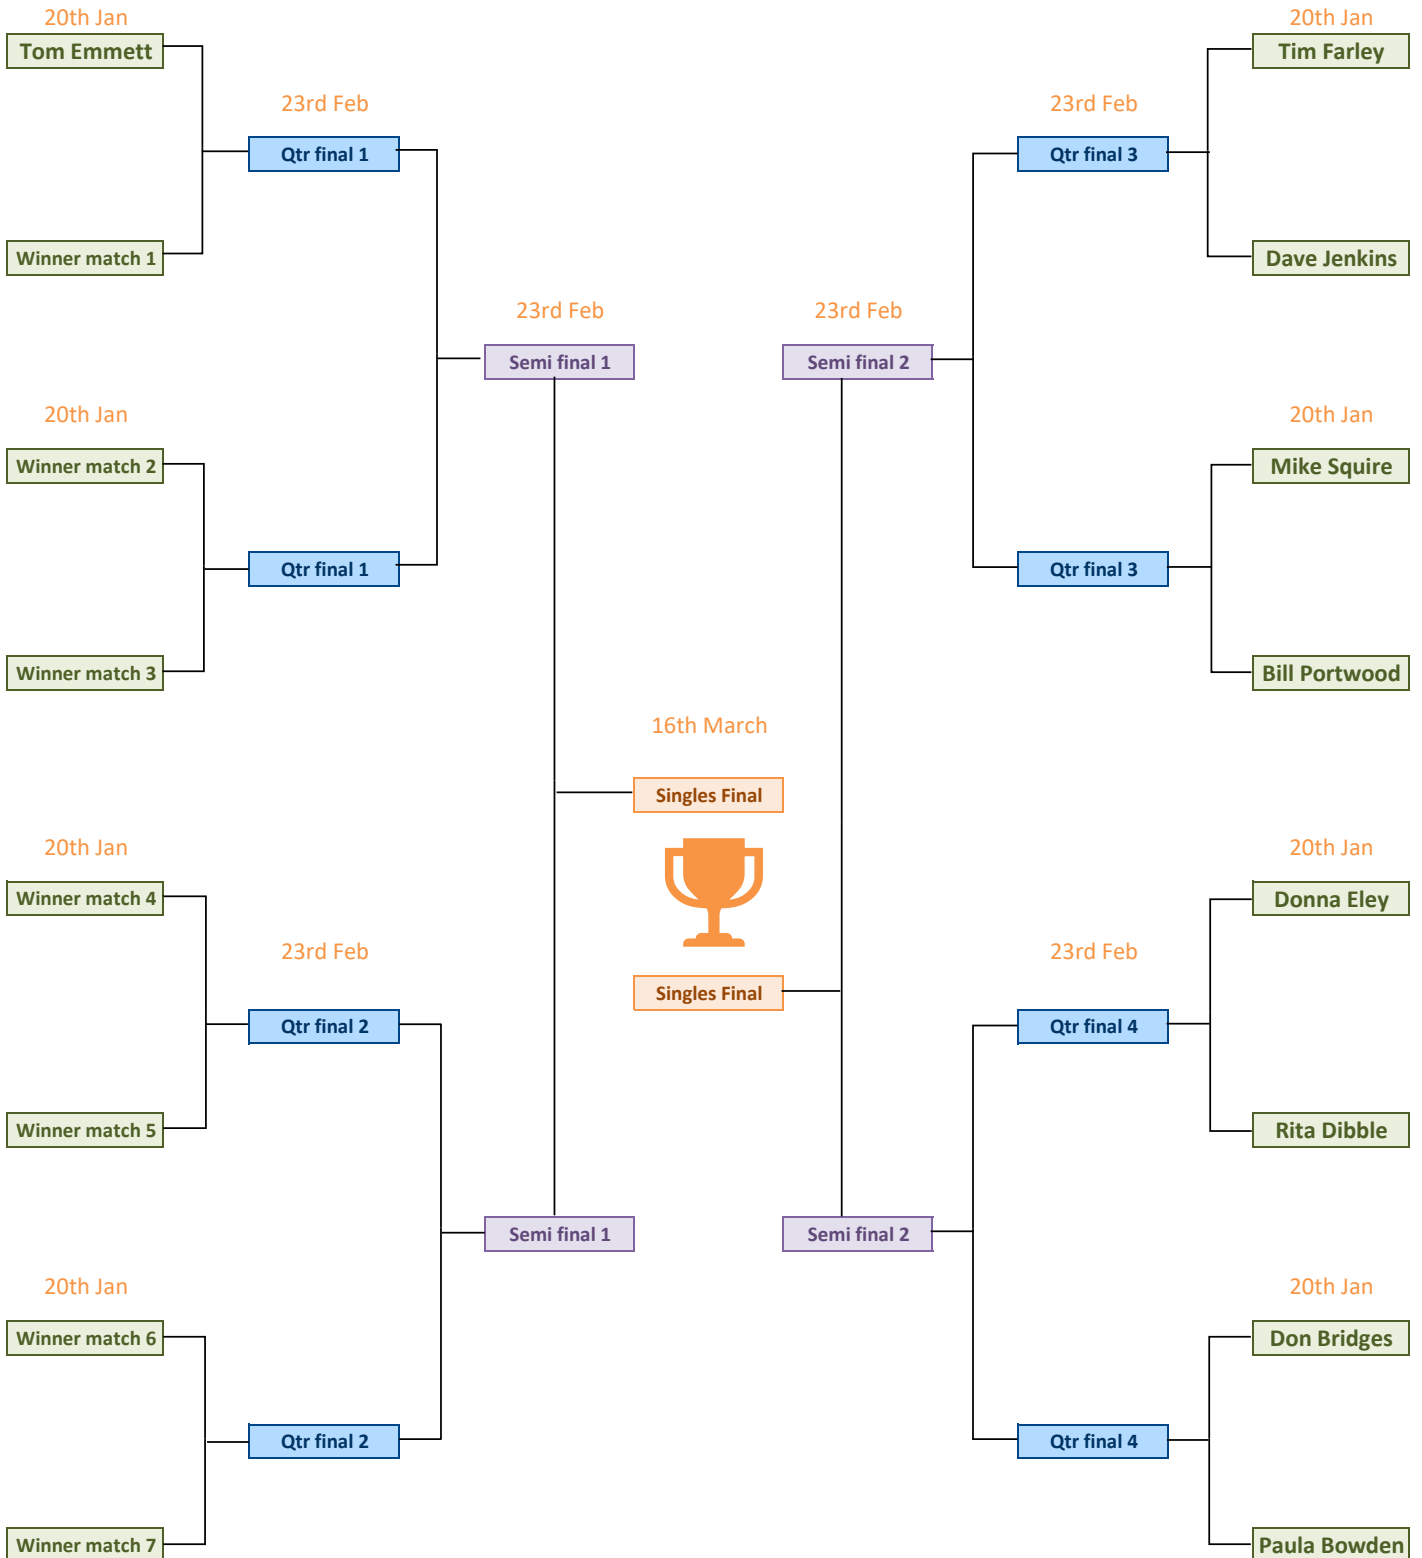 20th Jan
20th Jan
Tom Emmett
Tim Farley
23rd Feb
23rd Feb
Qtr final 1
Qtr final 3
Winner match 1
Dave Jenkins
23rd Feb
23rd Feb
Semi final 1
Semi final 2
20th Jan
20th Jan
Winner match 2
Mike Squire
Qtr final 1
Qtr final 3
Winner match 3
Bill Portwood
16th March
Singles Final
20th Jan
20th Jan
Winner match 4
Donna Eley
23rd Feb
23rd Feb
Singles Final
Qtr final 2
Qtr final 4
Winner match 5
Rita Dibble
Semi final 1
Semi final 2
20th Jan
20th Jan
Winner match 6
Don Bridges
Qtr final 2
Qtr final 4
Winner match 7
Paula Bowden